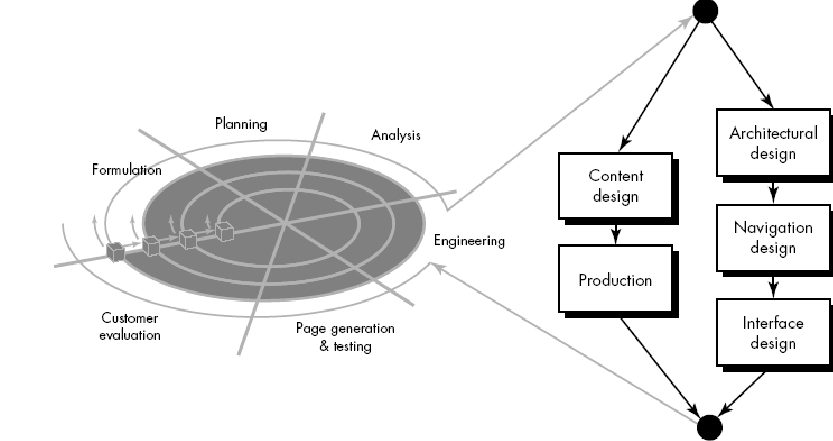 Planning
Analysis
Formulation
Engineering
Customer
evaluation
Page generation
& testing
Content
design
Production
Architectural
design
Navigation
design
Interface
design